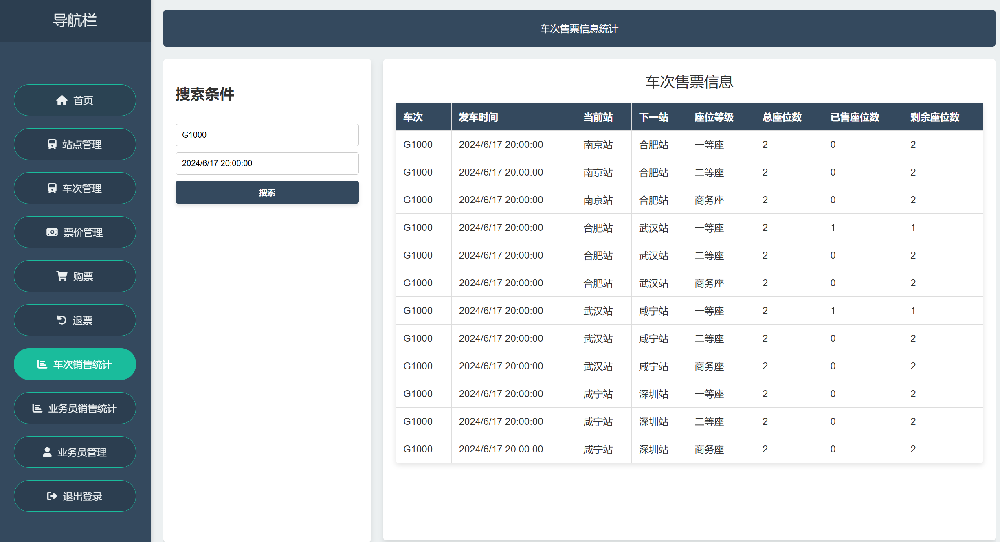 导航栏
首页
站点管理
车次管理
票价管理
购票
退票
车次销售统计
业务员销售统计
业务员管理
退出登录
车次售票信息统计
搜索条件
G1000
2024/6/17 20:00:00
搜索
车次售票信息
车次 发车时间 当前站 下一站 座位等级 总座位数 已售座位数 剩余座位数
G1000 2024/6/17 20:00:00 南京站 合肥站 一等座 2 0 2
G1000 2024/6/17 20:00:00 南京站 合肥站 二等座 2 0 2
G1000 2024/6/17 20:00:00 南京站 合肥站 商务座 2 0 2
G1000 2024/6/17 20:00:00 合肥站 武汉站 一等座 2 1 1
G1000 2024/6/17 20:00:00 合肥站 武汉站 二等座 2 0 2
G1000 2024/6/17 20:00:00 合肥站 武汉站 商务座 2 0 2
G1000 2024/6/17 20:00:00 武汉站 咸宁站 一等座 2 1 1
G1000 2024/6/17 20:00:00 武汉站 咸宁站 二等座 2 0 2
G1000 2024/6/17 20:00:00 武汉站 咸宁站 商务座 2 0 2
G1000 2024/6/17 20:00:00 咸宁站 深圳站 一等座 2 0 2
G1000 2024/6/17 20:00:00 咸宁站 深圳站 二等座 2 0 2
G1000 2024/6/17 20:00:00 咸宁站 深圳站 商务座 2 0 2